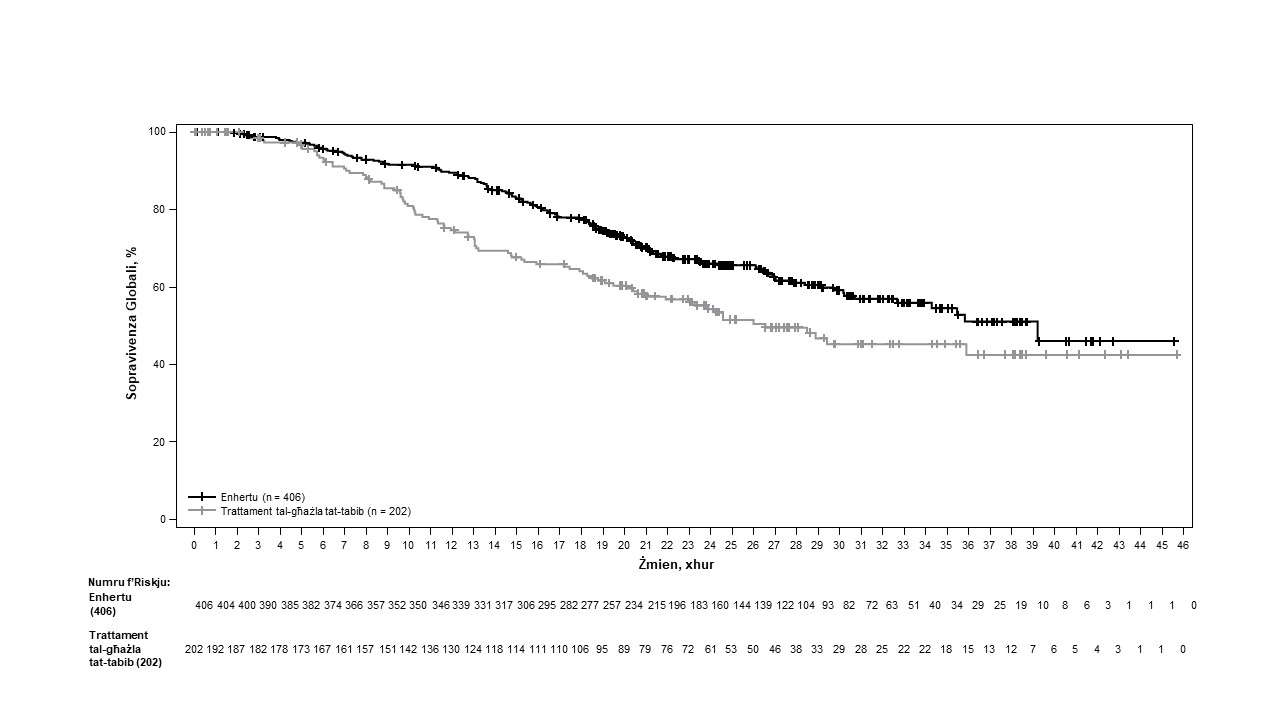 100
80
60
40
20
0
Sopravivenza Globali, %
Enhertu (n = 406)
Trattament tal-għażla tat-tabib (n = 202)
0 1 2 3 4 5 6 7 8 9 10 11 12 13 14 15 16 17 18 19 20 21 22 23 24 25 26 27 28 29 30 31 32 33 34 35 36 37 38 39 40 41 42 43 44 45 46
Żmien, xhur
Numru f'Riskju:
Enhertu
(406)
406 404 400 390 385 382 374 366 357 352 350 346 339 331 317 306 295 282 277 257 234 215 196 183 160 144 139 122 104 93 82 72 63 51 40 34 29 25 19 10 8 6 3 1 1 1 0
Trattament
tal-għażla
tat-tabib (202)
202 192 187 182 178 173 167 161 157 151 142 136 130 124 118 114 111 110 106 95 89 79 76 72 61 53 50 46 38 33 29 28 25 22 22 18 15 13 12 7 6 5 4 3 1 1 0